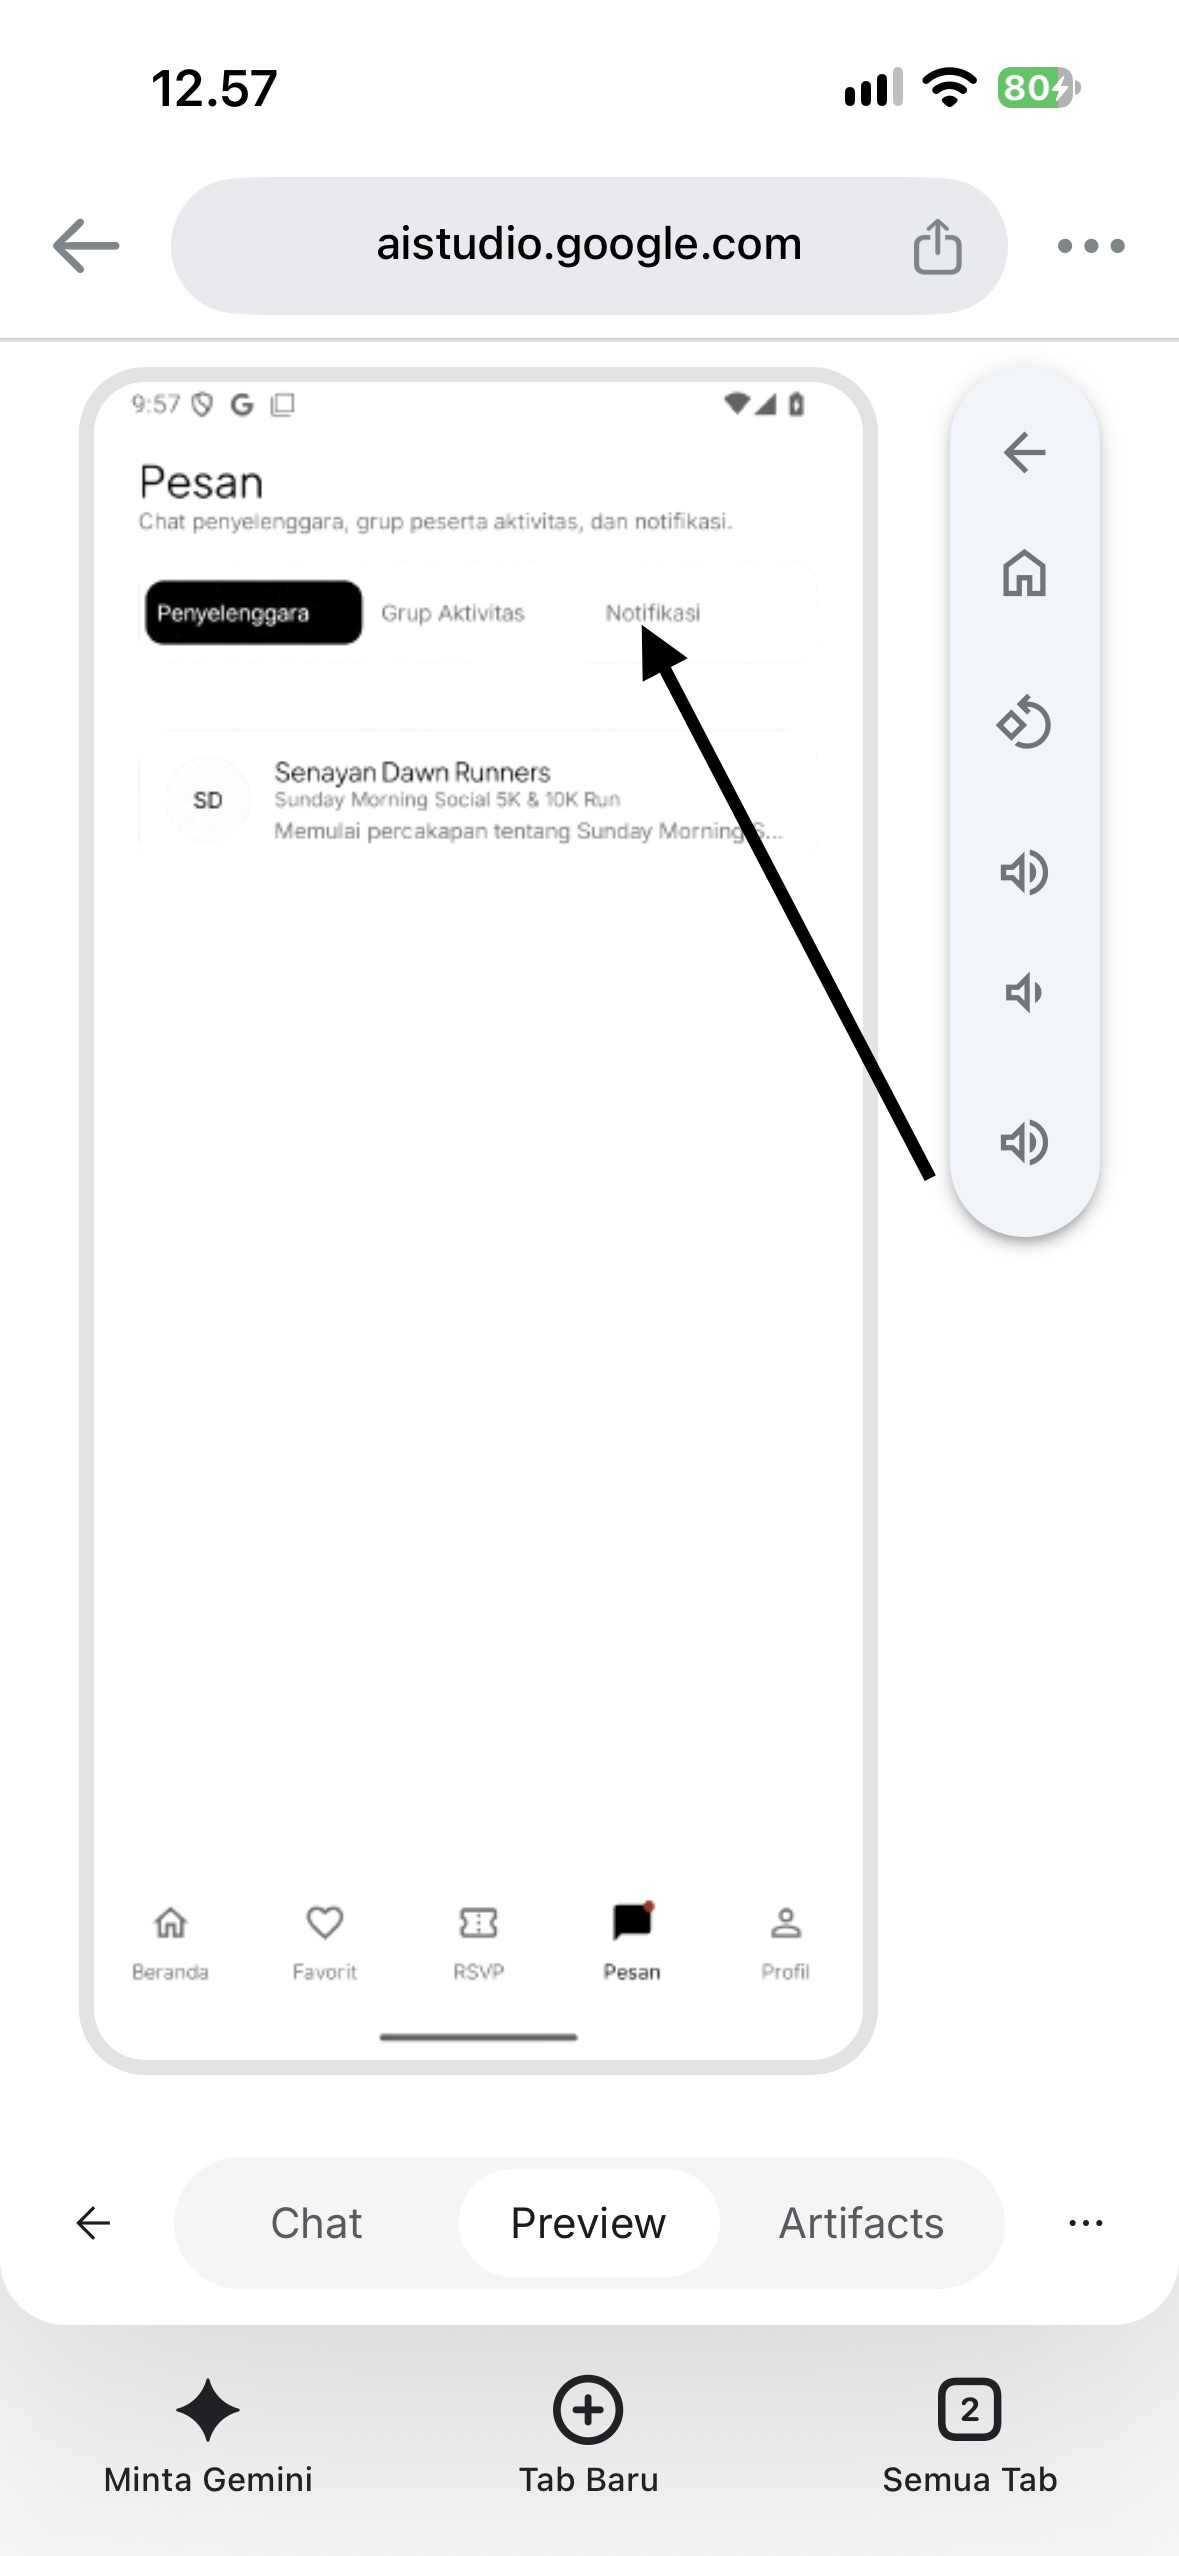 12.57
80
aistudio.google.com
9:57
Pesan
Chat penyelenggara, grup peserta aktivitas, dan notifikasi.
Penyelenggara Grup Aktivitas Notifikasi
SD
Senayan Dawn Runners
Sunday Morning Social 5K & 10K Run
Memulai percakapan tentang Sunday Morning S...
Beranda Favorit RSVP Pesan Profil
Chat Preview Artifacts
2
Minta Gemini Tab Baru Semua Tab